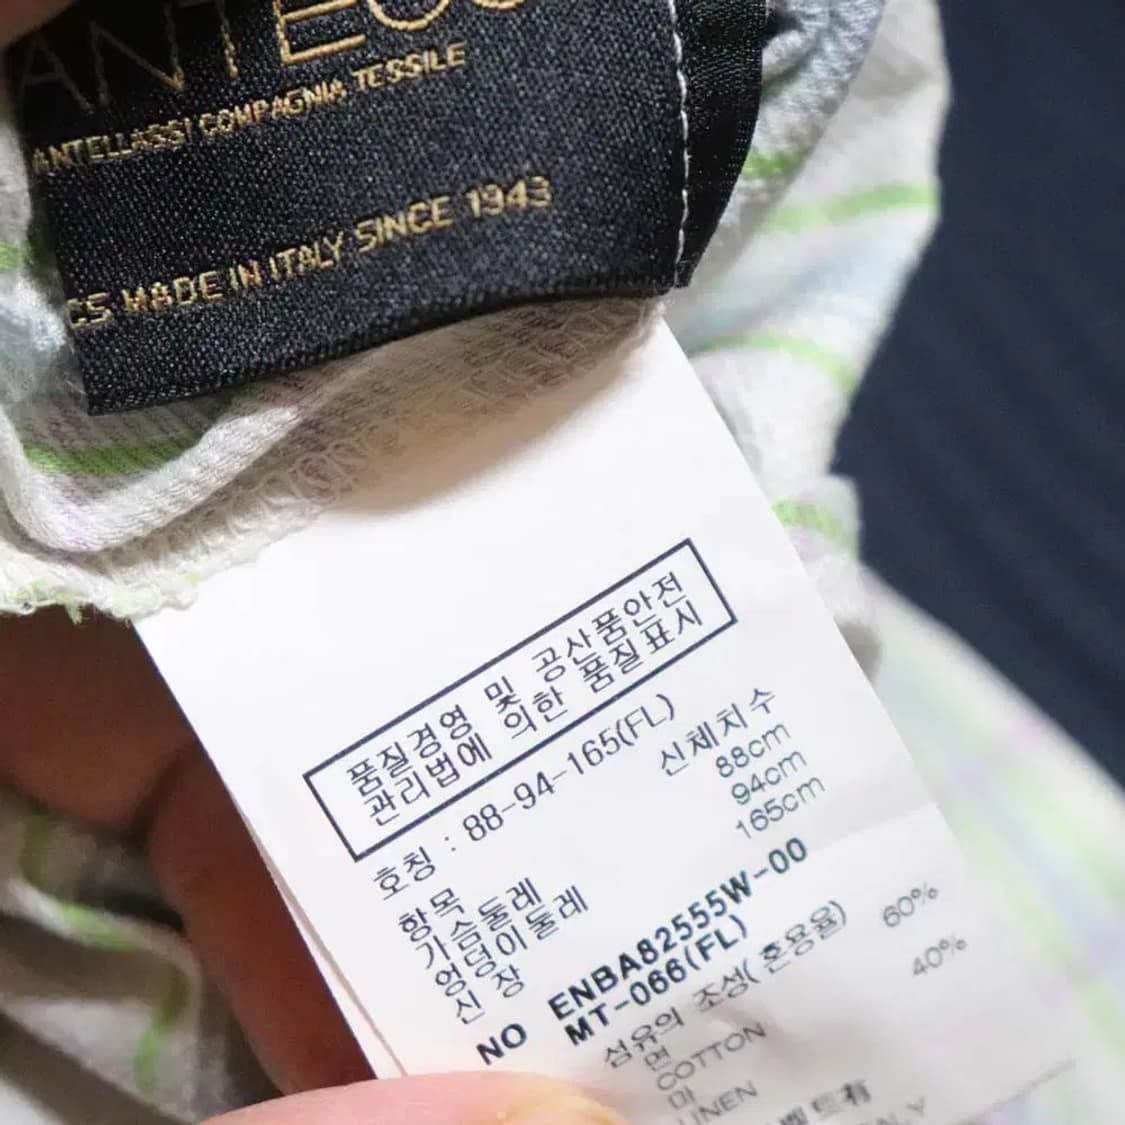 ANTECS
ANTELLASSI COMPAGNIA TESSILE
CS MADE IN ITALY SINCE 1943
품질경영 및 공산품안전
관리법에 의한 품질표시
호칭 : 88-94-165(FL)
항목 신체치수
가슴둘레 88cm
엉덩이둘레 94cm
신 장 165cm
NO ENBA82555W-00
MT-066(FL)
섬유의 조성(혼용율)
면 COTTON 60%
마 LINEN 40%